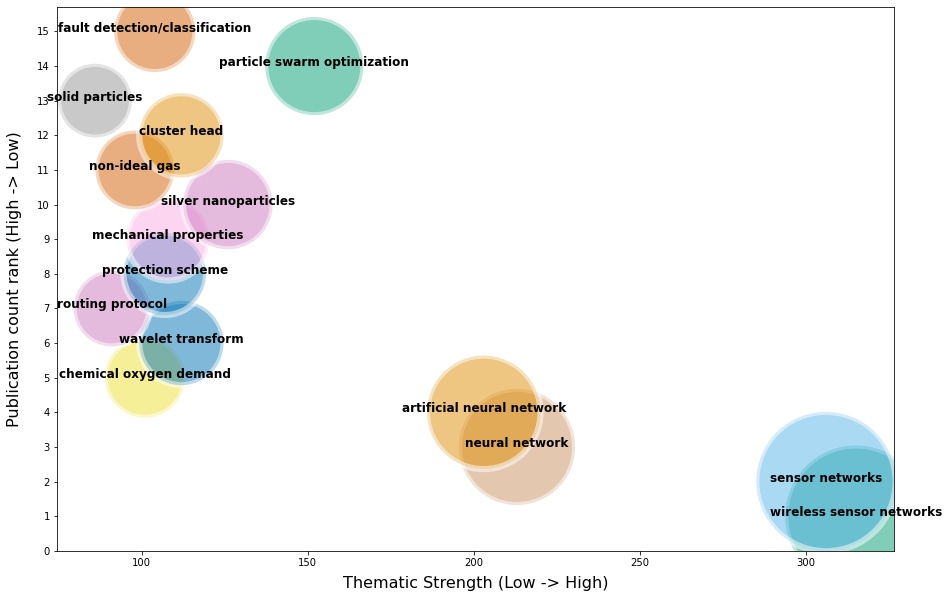 15
fault detection/classification
14
particle swarm optimization
13
solid particles
12
cluster head
11
non-ideal gas
10
silver nanoparticles
9
mechanical properties
8
protection scheme
7
routing protocol
6
wavelet transform
5
chemical oxygen demand
4
artificial neural network
3
neural network
2
sensor networks
1
wireless sensor networks
0
Publication count rank (High -> Low)
100 150 200 250 300
Thematic Strength (Low -> High)